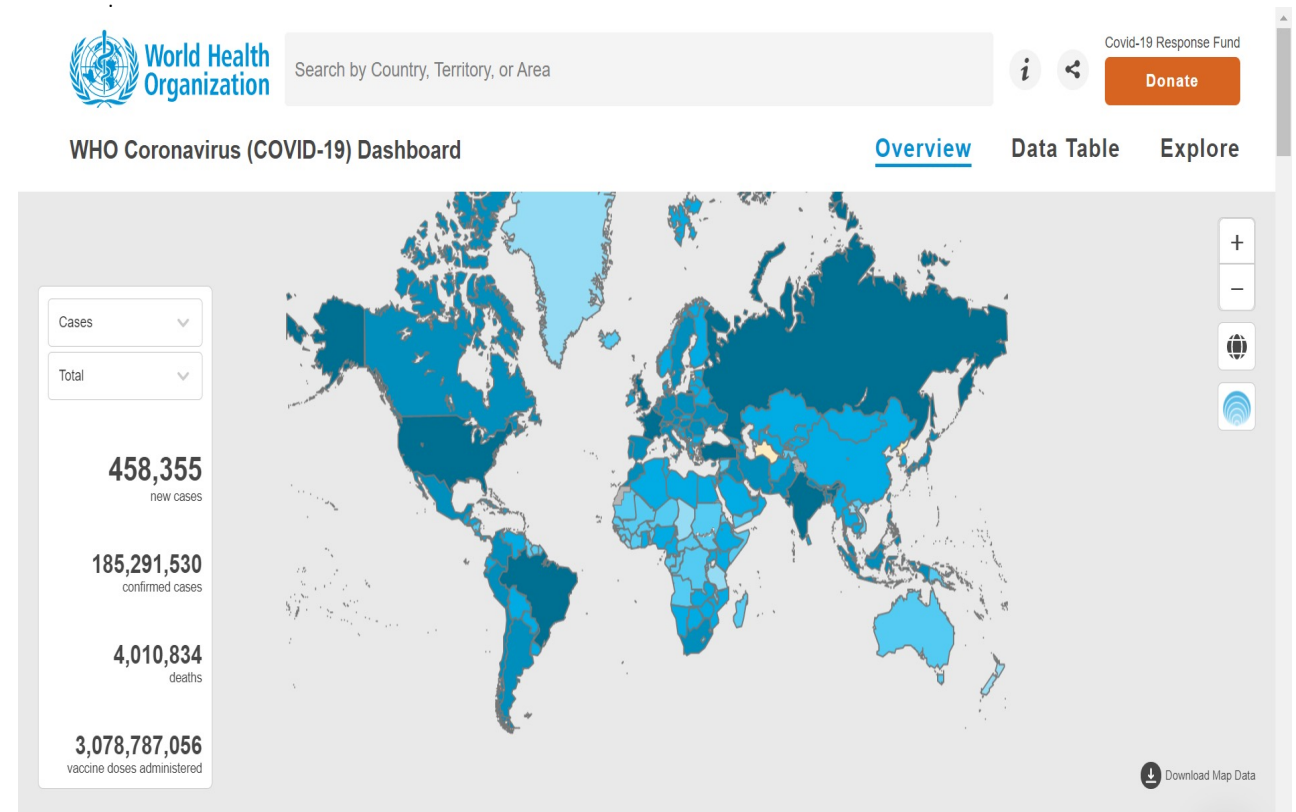 World Health
Organization
Search by Country, Territory, or Area
i
Covid-19 Response Fund
Donate
WHO Coronavirus (COVID-19) Dashboard
Overview
Data Table
Explore
+
−
Cases
Total
458,355
new cases
185,291,530
confirmed cases
4,010,834
deaths
3,078,787,056
vaccine doses administered
Download Map Data